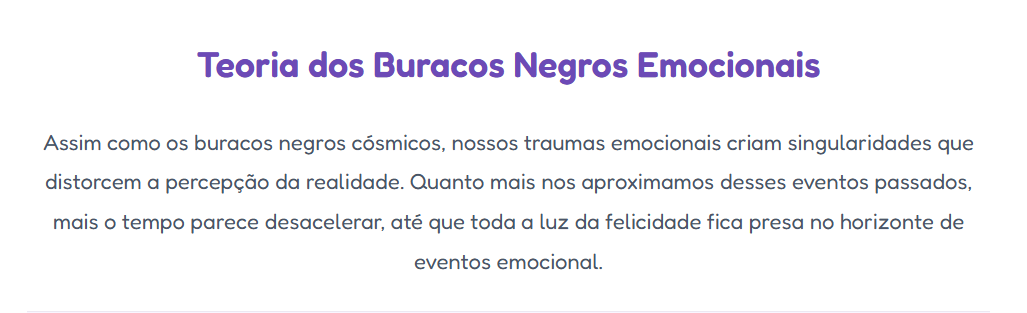 Teoria dos Buracos Negros Emocionais
Assim como os buracos negros cósmicos, nossos traumas emocionais criam singularidades que
distorcem a percepção da realidade. Quanto mais nos aproximamos desses eventos passados,
mais o tempo parece desacelerar, até que toda a luz da felicidade fica presa no horizonte de
eventos emocional.